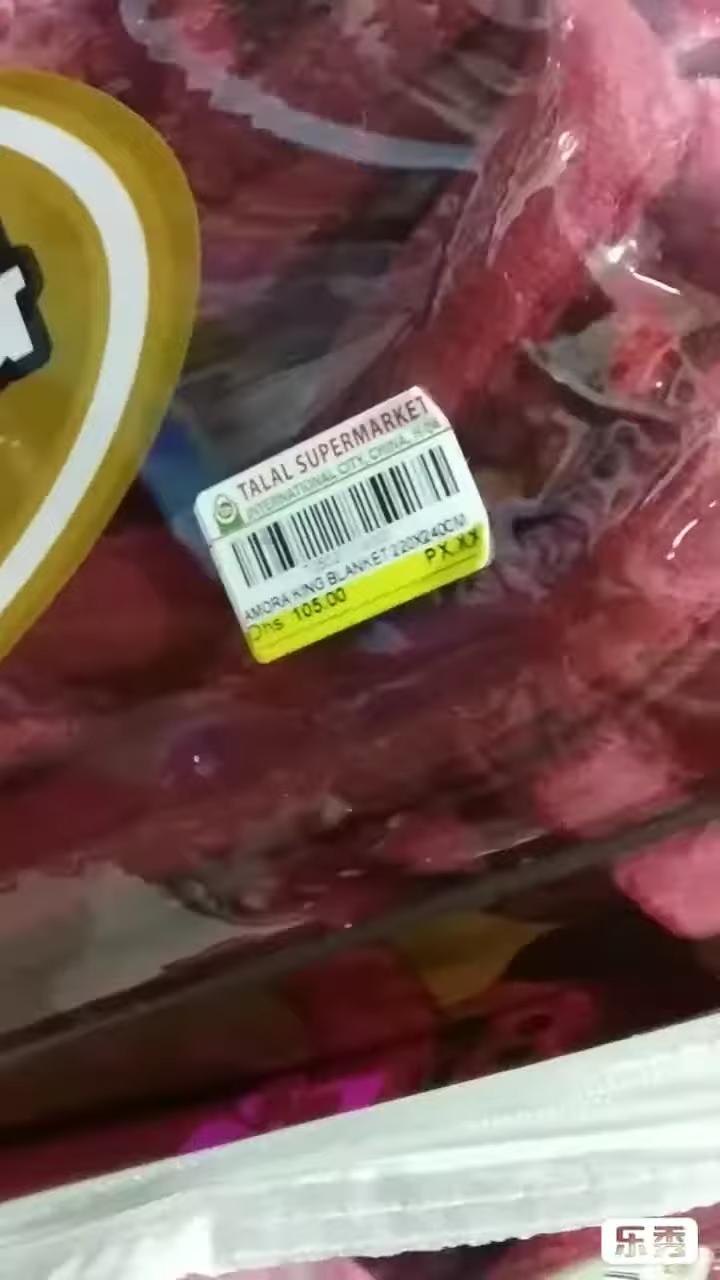 TALAL SUPERMARKET
INTERNATIONAL CITY, CHINA,
AMORA KING BLANKET 220X240CM
Dhs 105.00 PX.XX
乐秀